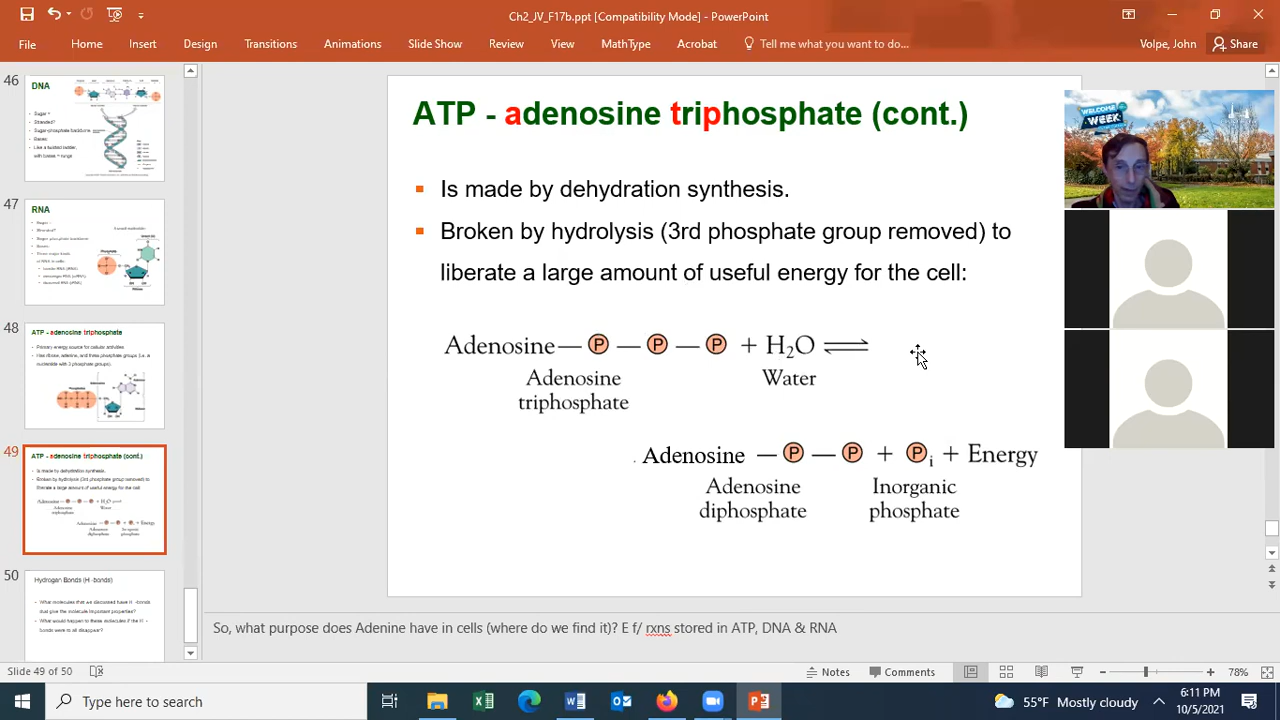 Ch2_JV_F17b.ppt [Compatibility Mode] - PowerPoint
File Home Insert Design Transitions Animations Slide Show Review View MathType Acrobat Tell me what you want to do... Volpe, John Share
46
DNA
47
RNA
48
ATP - adenosine triphosphate
49
ATP - adenosine triphosphate (cont.)
50
Hydrogen Bonds (H -bonds)
ATP - adenosine triphosphate (cont.)
Is made by dehydration synthesis.
Broken by hydrolysis (3rd phosphate group removed) to
liberate a large amount of useful energy for the cell:
Adenosine — P — P — P + H₂O ⇌
Adenosine Water
triphosphate
Adenosine — P — P + Pᵢ + Energy
Adenosine Inorganic
diphosphate phosphate
WELCOME
WEEK
So, what purpose does Adenine have in cells (where do we find it)? E f/ rxns stored in ATP, DNA & RNA
Slide 49 of 50 Notes Comments 78%
Type here to search 55°F Mostly cloudy 6:11 PM
10/5/2021